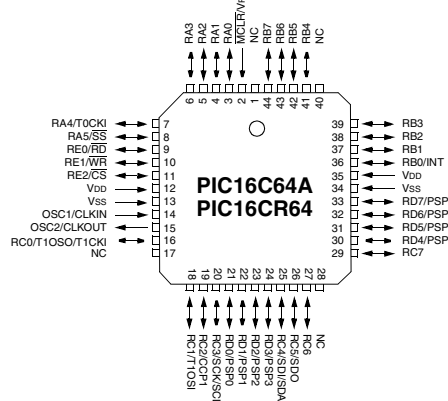 RA3
RA2
RA1
RA0
MCLR/VP
NC
RB7
RB6
RB5
RB4
NC
6 5 4 3 2 1 44 43 42 41 40
RA4/T0CKI 7
RA5/SS 8
RE0/RD 9
RE1/WR 10
RE2/CS 11
VDD 12
VSS 13
OSC1/CLKIN 14
OSC2/CLKOUT 15
RC0/T1OSO/T1CKI 16
NC 17
PIC16C64A
PIC16CR64
39 RB3
38 RB2
37 RB1
36 RB0/INT
35 VDD
34 VSS
33 RD7/PSP
32 RD6/PSP
31 RD5/PSP
30 RD4/PSP
29 RC7
18 19 20 21 22 23 24 25 26 27 28
RC1/T1OSI
RC2/CCP1
RC3/SCK/SCL
RD0/PSP0
RD1/PSP1
RD2/PSP2
RD3/PSP3
RC4/SDI/SDA
RC5/SDO
RC6
NC